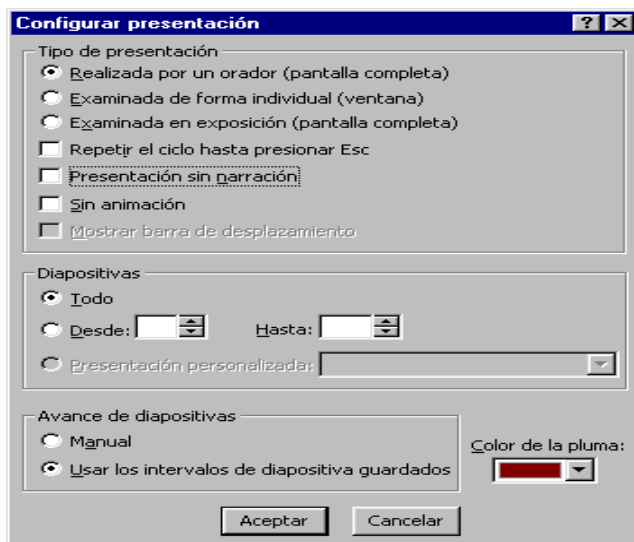 Configurar presentación
Tipo de presentación
Realizada por un orador (pantalla completa)
Examinada de forma individual (ventana)
Examinada en exposición (pantalla completa)
Repetir el ciclo hasta presionar Esc
Presentación sin narración
Sin animación
Mostrar barra de desplazamiento
Diapositivas
Todo
Desde: Hasta:
Presentación personalizada:
Avance de diapositivas
Manual
Usar los intervalos de diapositiva guardados
Color de la pluma:
Aceptar Cancelar